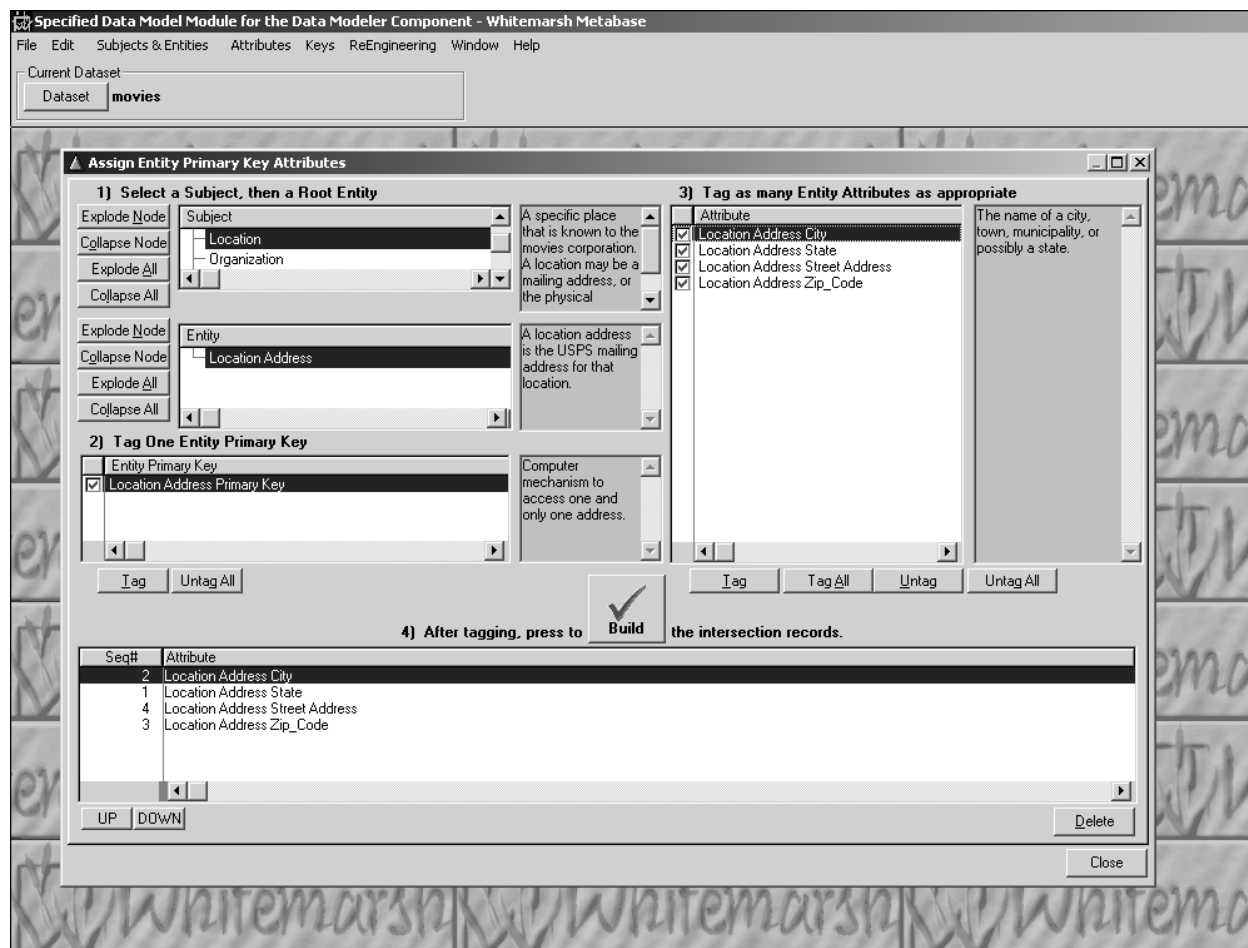 Specified Data Model Module for the Data Modeler Component - Whitemarsh Metabase
File Edit Subjects & Entities Attributes Keys ReEngineering Window Help
Current Dataset
Dataset movies
Assign Entity Primary Key Attributes
1) Select a Subject, then a Root Entity
Explode Node
Collapse Node
Explode All
Collapse All
Subject
Location
Organization
A specific place
that is known to the
movies corporation.
A location may be a
mailing address, or
the physical
Explode Node
Collapse Node
Explode All
Collapse All
Entity
Location Address
A location address
is the USPS mailing
address for that
location.
2) Tag One Entity Primary Key
Entity Primary Key
Location Address Primary Key
Computer
mechanism to
access one and
only one address.
Tag Untag All
3) Tag as many Entity Attributes as appropriate
Attribute
Location Address City
Location Address State
Location Address Street Address
Location Address Zip_Code
The name of a city,
town, municipality, or
possibly a state.
Tag Tag All Untag Untag All
4) After tagging, press to Build the intersection records.
Seq# Attribute
2 Location Address City
1 Location Address State
4 Location Address Street Address
3 Location Address Zip_Code
UP DOWN
Delete
Close
Whitemarsh Whitemarsh